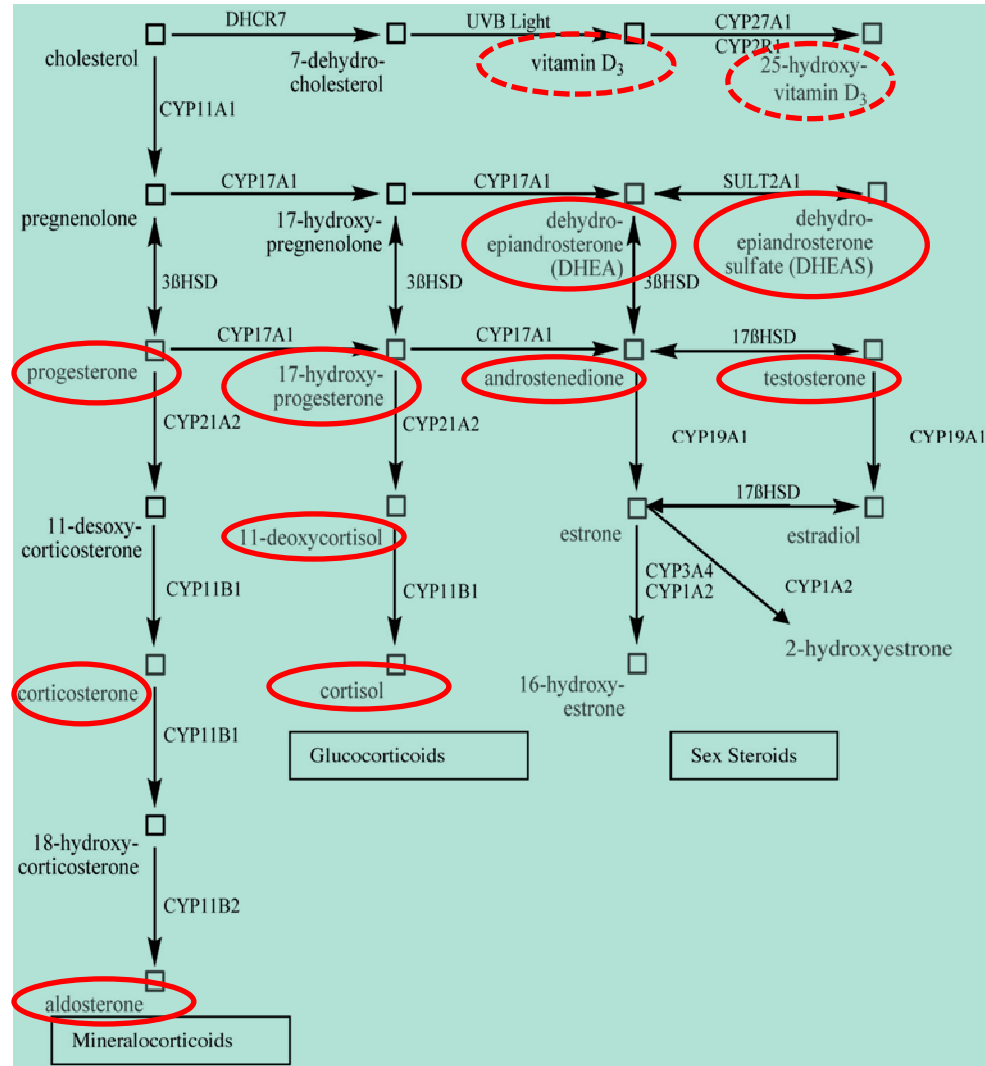 DHCR7
UVB Light
CYP27A1
CYP2R1
cholesterol
7-dehydro-
cholesterol
vitamin D3
25-hydroxy-
vitamin D3
CYP11A1
CYP17A1
CYP17A1
SULT2A1
pregnenolone
17-hydroxy-
pregnenolone
dehydro-
epiandrosterone
(DHEA)
dehydro-
epiandrosterone
sulfate (DHEAS)
3ßHSD
3ßHSD
3ßHSD
CYP17A1
CYP17A1
17ßHSD
progesterone
17-hydroxy-
progesterone
androstenedione
testosterone
CYP21A2
CYP21A2
CYP19A1
CYP19A1
17ßHSD
11-desoxy-
corticosterone
11-deoxycortisol
estrone
estradiol
CYP11B1
CYP11B1
CYP3A4
CYP1A2
CYP1A2
2-hydroxyestrone
corticosterone
cortisol
16-hydroxy-
estrone
CYP11B1
Glucocorticoids
Sex Steroids
18-hydroxy-
corticosterone
CYP11B2
aldosterone
Mineralocorticoids